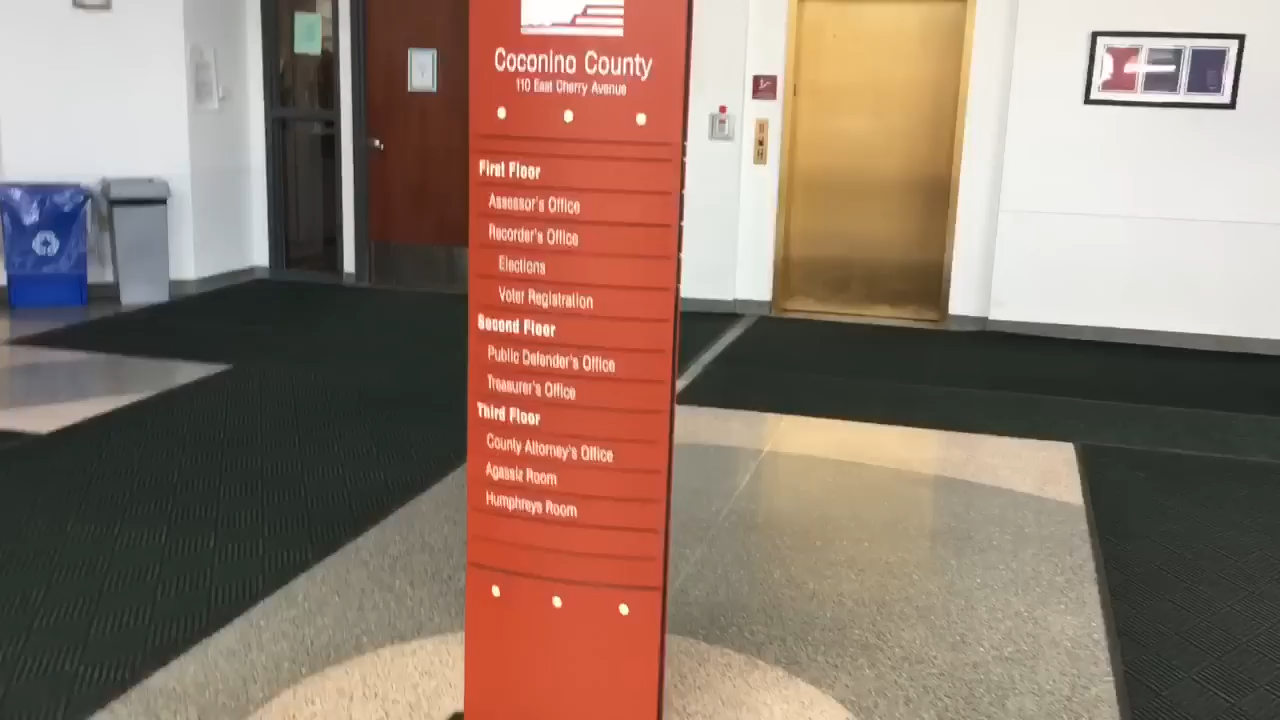 Coconino County
110 East Cherry Avenue
First Floor
Assessor's Office
Recorder's Office
Elections
Voter Registration
Second Floor
Public Defender's Office
Treasurer's Office
Third Floor
County Attorney's Office
Agassiz Room
Humphreys Room